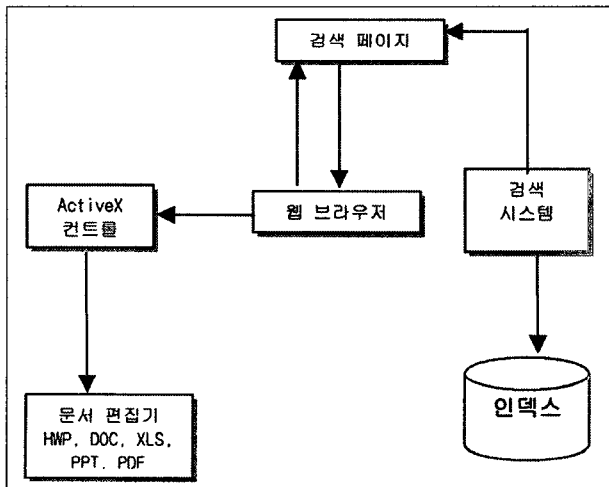 검색 페이지
ActiveX
컨트롤
웹 브라우저
검색
시스템
문서 편집기
HWP, DOC, XLS,
PPT. PDF
인덱스